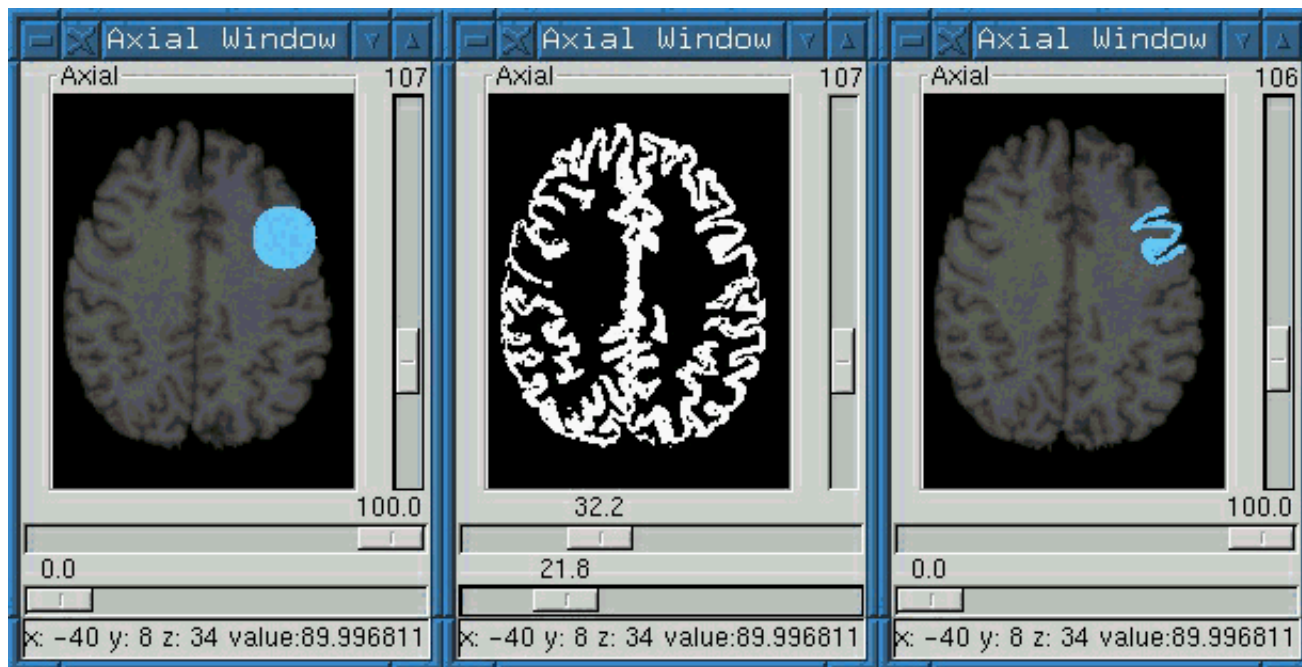 Axial Window
Axial
107
100.0
0.0
x: -40 y: 8 z: 34 value:89.996811
Axial Window
Axial
107
32.2
21.8
x: -40 y: 8 z: 34 value:89.996811
Axial Window
Axial
106
100.0
0.0
x: -40 y: 8 z: 34 value:89.996811